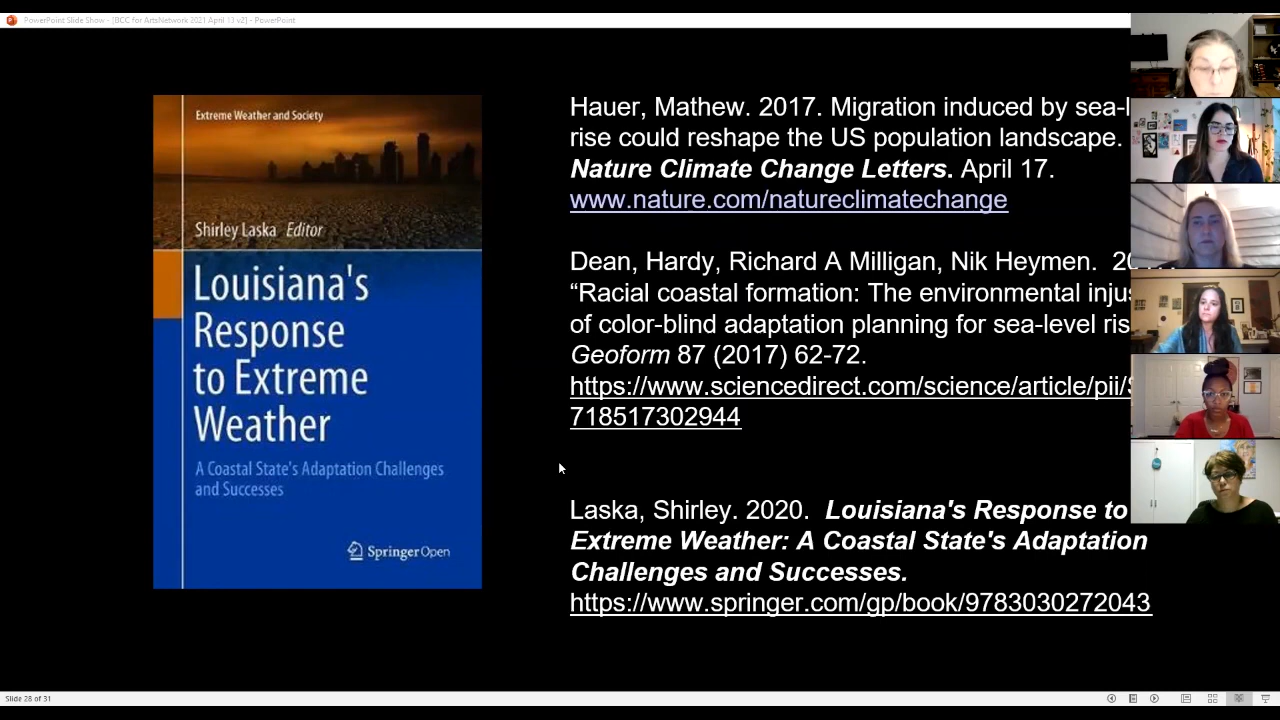 PowerPoint Slide Show - [BCC for ArtsNetwork 2021 April 13 v2] - PowerPoint
Extreme Weather and Society
Shirley Laska Editor
Louisiana's
Response
to Extreme
Weather
A Coastal State's Adaptation Challenges
and Successes
Springer Open
Hauer, Mathew. 2017. Migration induced by sea-l
rise could reshape the US population landscape.
Nature Climate Change Letters. April 17.
www.nature.com/natureclimatechange
Dean, Hardy, Richard A Milligan, Nik Heymen.
“Racial coastal formation: The environmental inju
of color-blind adaptation planning for sea-level ris
Geoform 87 (2017) 62-72.
https://www.sciencedirect.com/science/article/pii/
718517302944
Laska, Shirley. 2020. Louisiana's Response to
Extreme Weather: A Coastal State's Adaptation
Challenges and Successes.
https://www.springer.com/gp/book/9783030272043
Slide 28 of 31